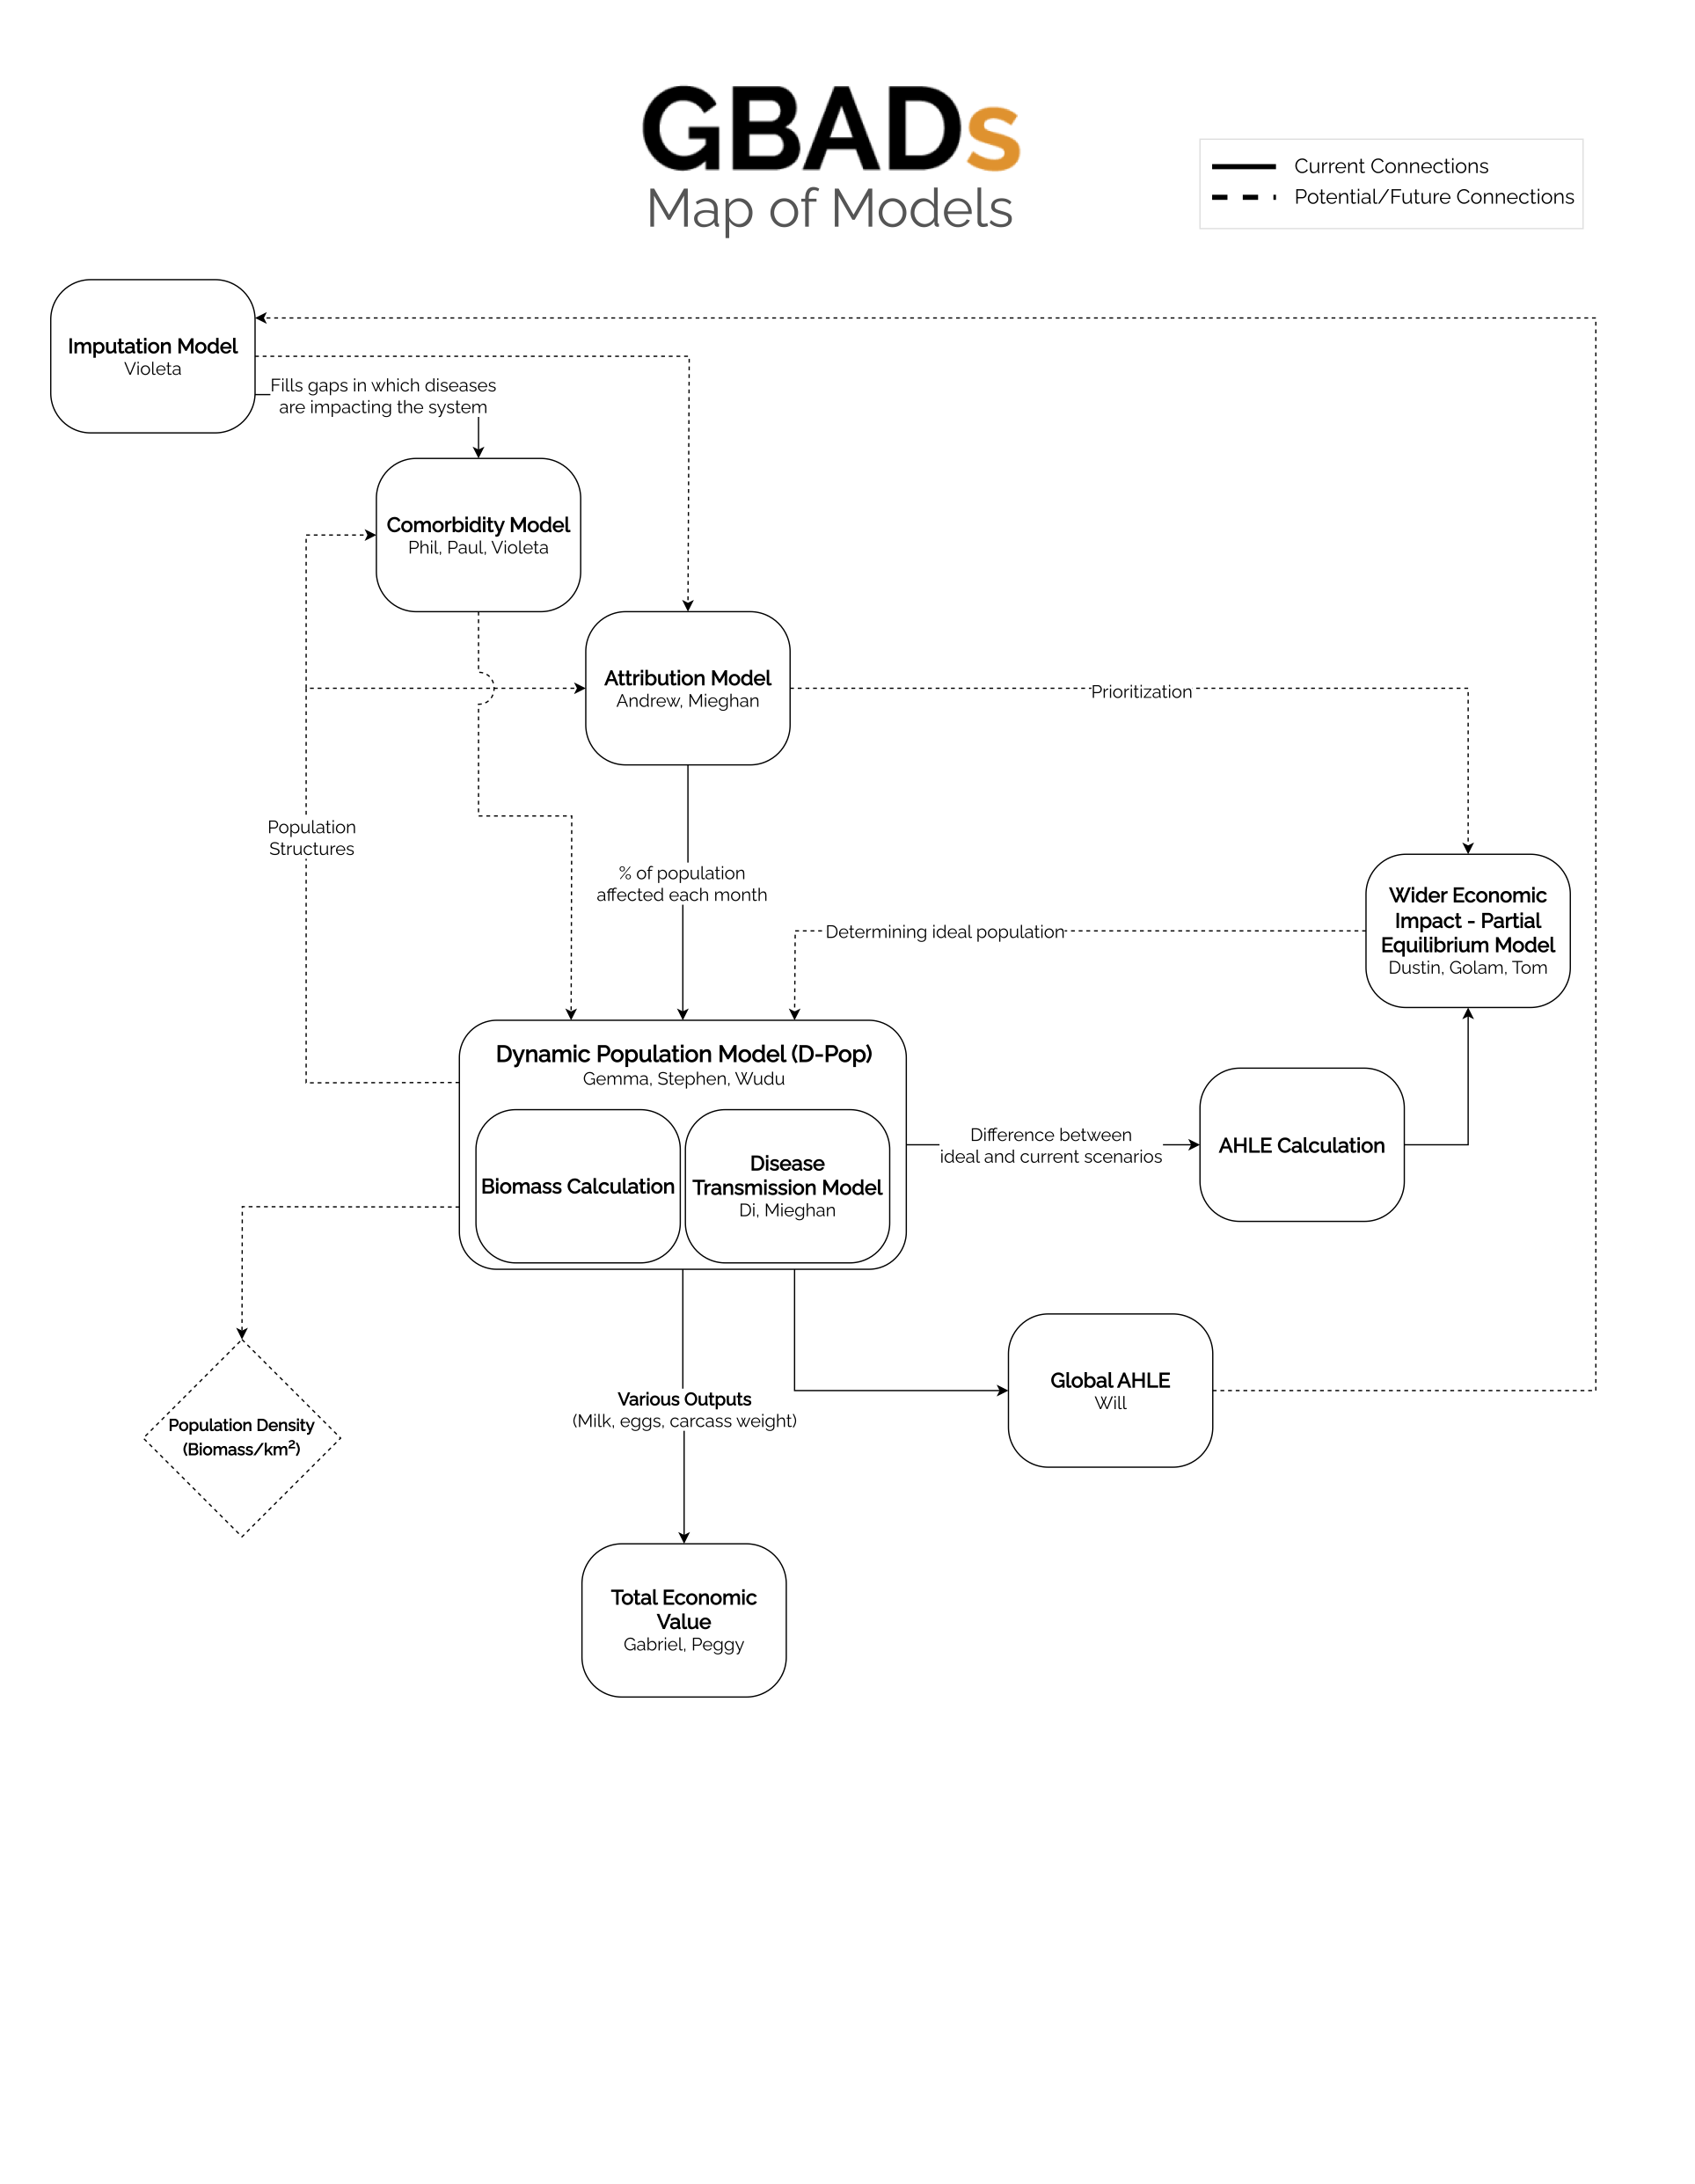 GBADs
Map of Models
Current Connections
Potential/Future Connections
Imputation Model
Violeta
Fills gaps in which diseases
are impacting the system
Comorbidity Model
Phil, Paul, Violeta
Attribution Model
Andrew, Mieghan
Prioritization
Population
Structures
% of population
affected each month
Wider Economic
Impact - Partial
Equilibrium Model
Dustin, Golam, Tom
Determining ideal population
Dynamic Population Model (D-Pop)
Gemma, Stephen, Wudu
Biomass Calculation
Disease
Transmission Model
Di, Mieghan
Difference between
ideal and current scenarios
AHLE Calculation
Population Density
(Biomass/km²)
Various Outputs
(Milk, eggs, carcass weight)
Global AHLE
Will
Total Economic
Value
Gabriel, Peggy